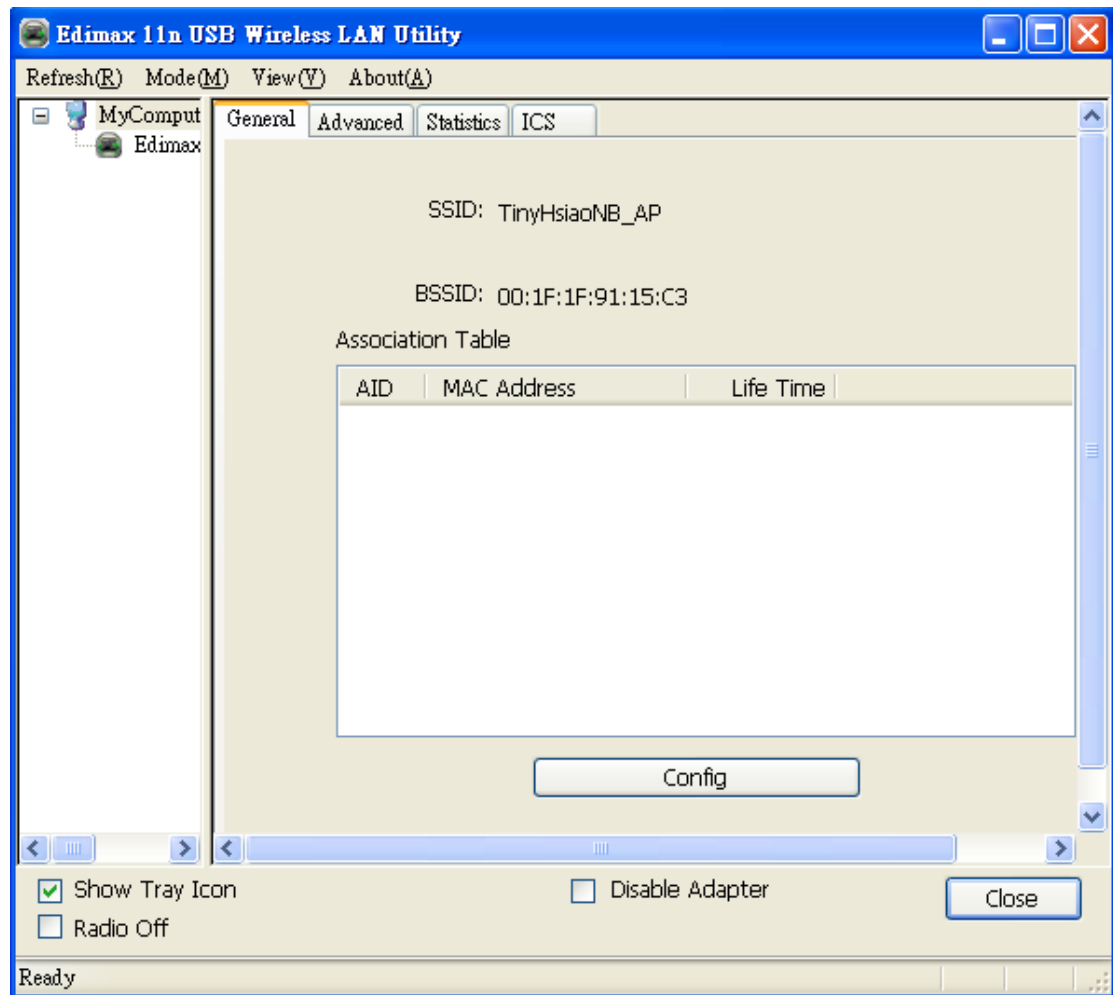 Edimax 11n USB Wireless LAN Utility
Refresh(R) Mode(M) View(V) About(A)
MyComput
Edimax
General Advanced Statistics ICS
SSID: TinyHsiaoNB_AP
BSSID: 00:1F:1F:91:15:C3
Association Table
AID MAC Address Life Time
Config
Show Tray Icon Disable Adapter
Close
Radio Off
Ready